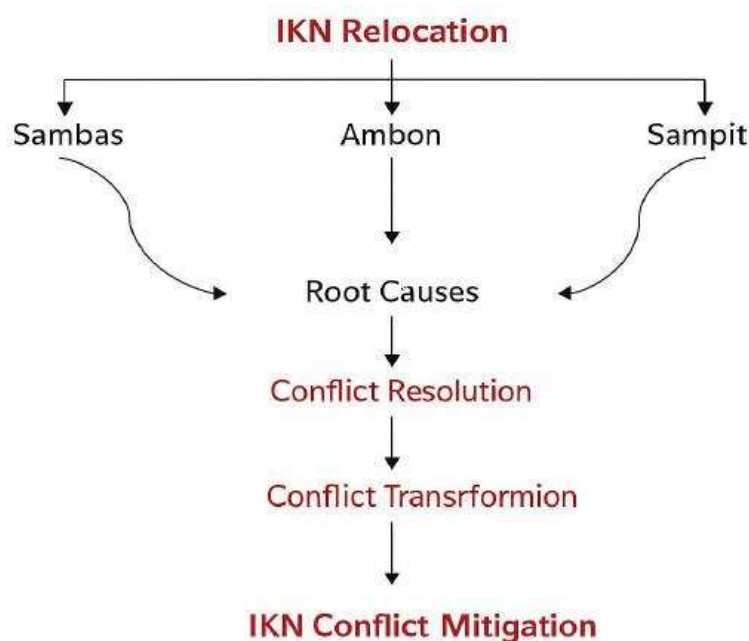 IKN Relocation
Sambas Ambon Sampit
Root Causes
Conflict Resolution
Conflict Transrformion
IKN Conflict Mitigation